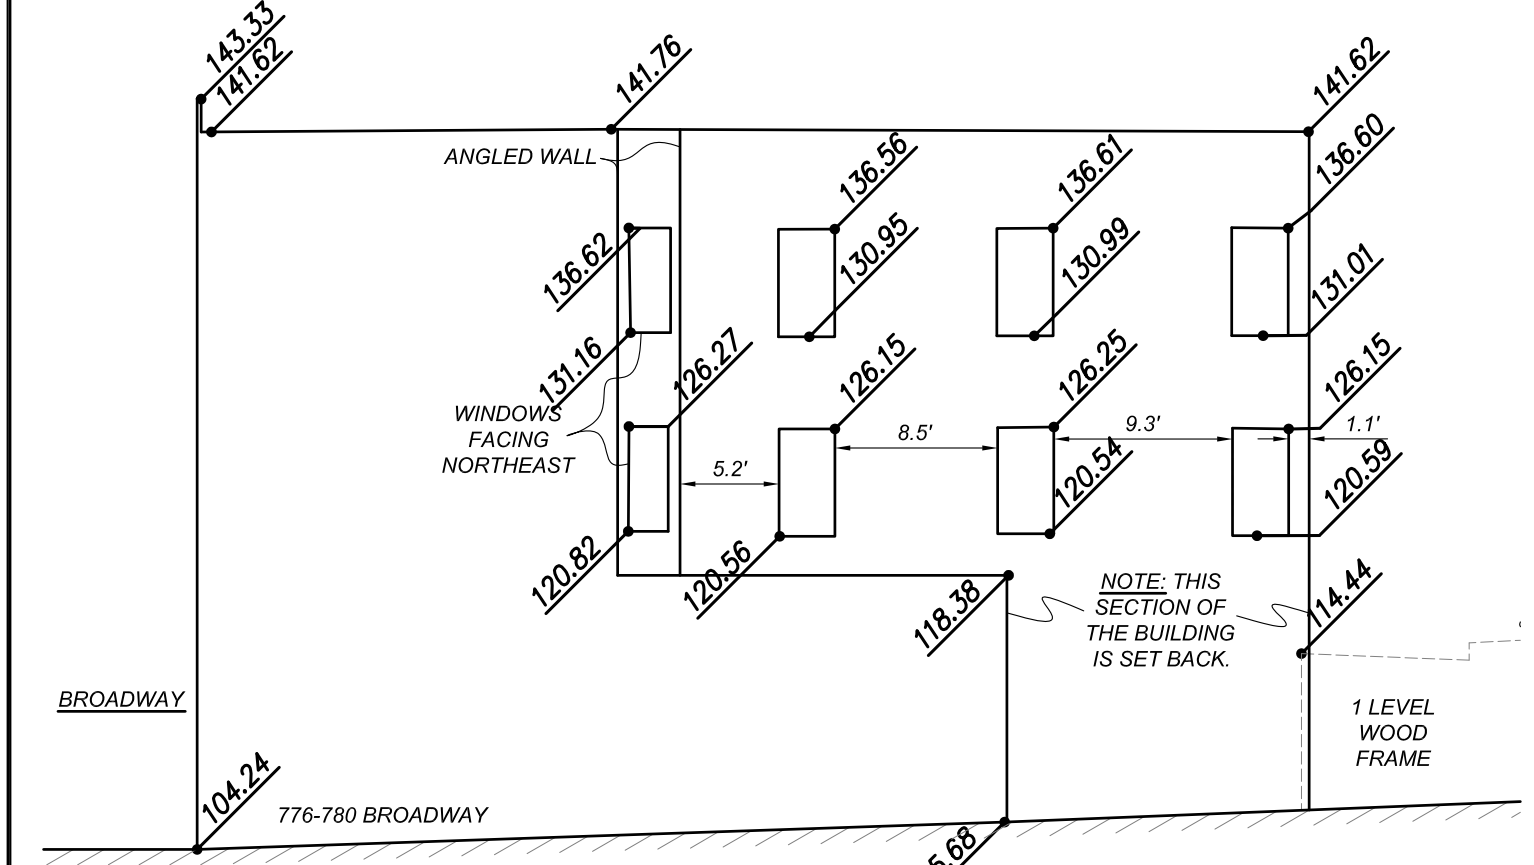 143.33
141.62
141.76
141.62
ANGLED WALL
136.56
136.61
136.60
136.62
130.95
130.99
131.01
131.16
126.27
126.15
126.25
126.15
WINDOWS
FACING
NORTHEAST
5.2'
8.5'
9.3'
1.1'
120.54
120.59
120.82
120.56
118.38
NOTE: THIS
SECTION OF
THE BUILDING
IS SET BACK.
114.44
BROADWAY
1 LEVEL
WOOD
FRAME
104.24
776-780 BROADWAY
5.68